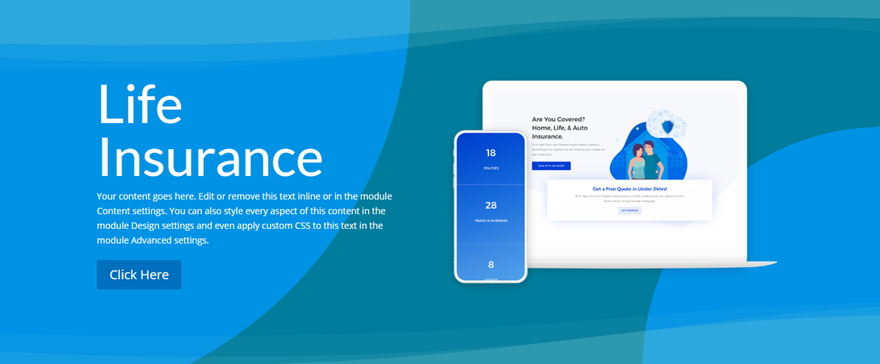 Life
Insurance
Your content goes here. Edit or remove this text inline or in the module
Content settings. You can also style every aspect of this content in the
module Design settings and even apply custom CSS to this text in the
module Advanced settings.
Click Here
18
POLICIES
28
YEARS IN BUSINESS
8
Are You Covered?
Home, Life, & Auto
Insurance.
Get a Free Quote in Under 24hrs!